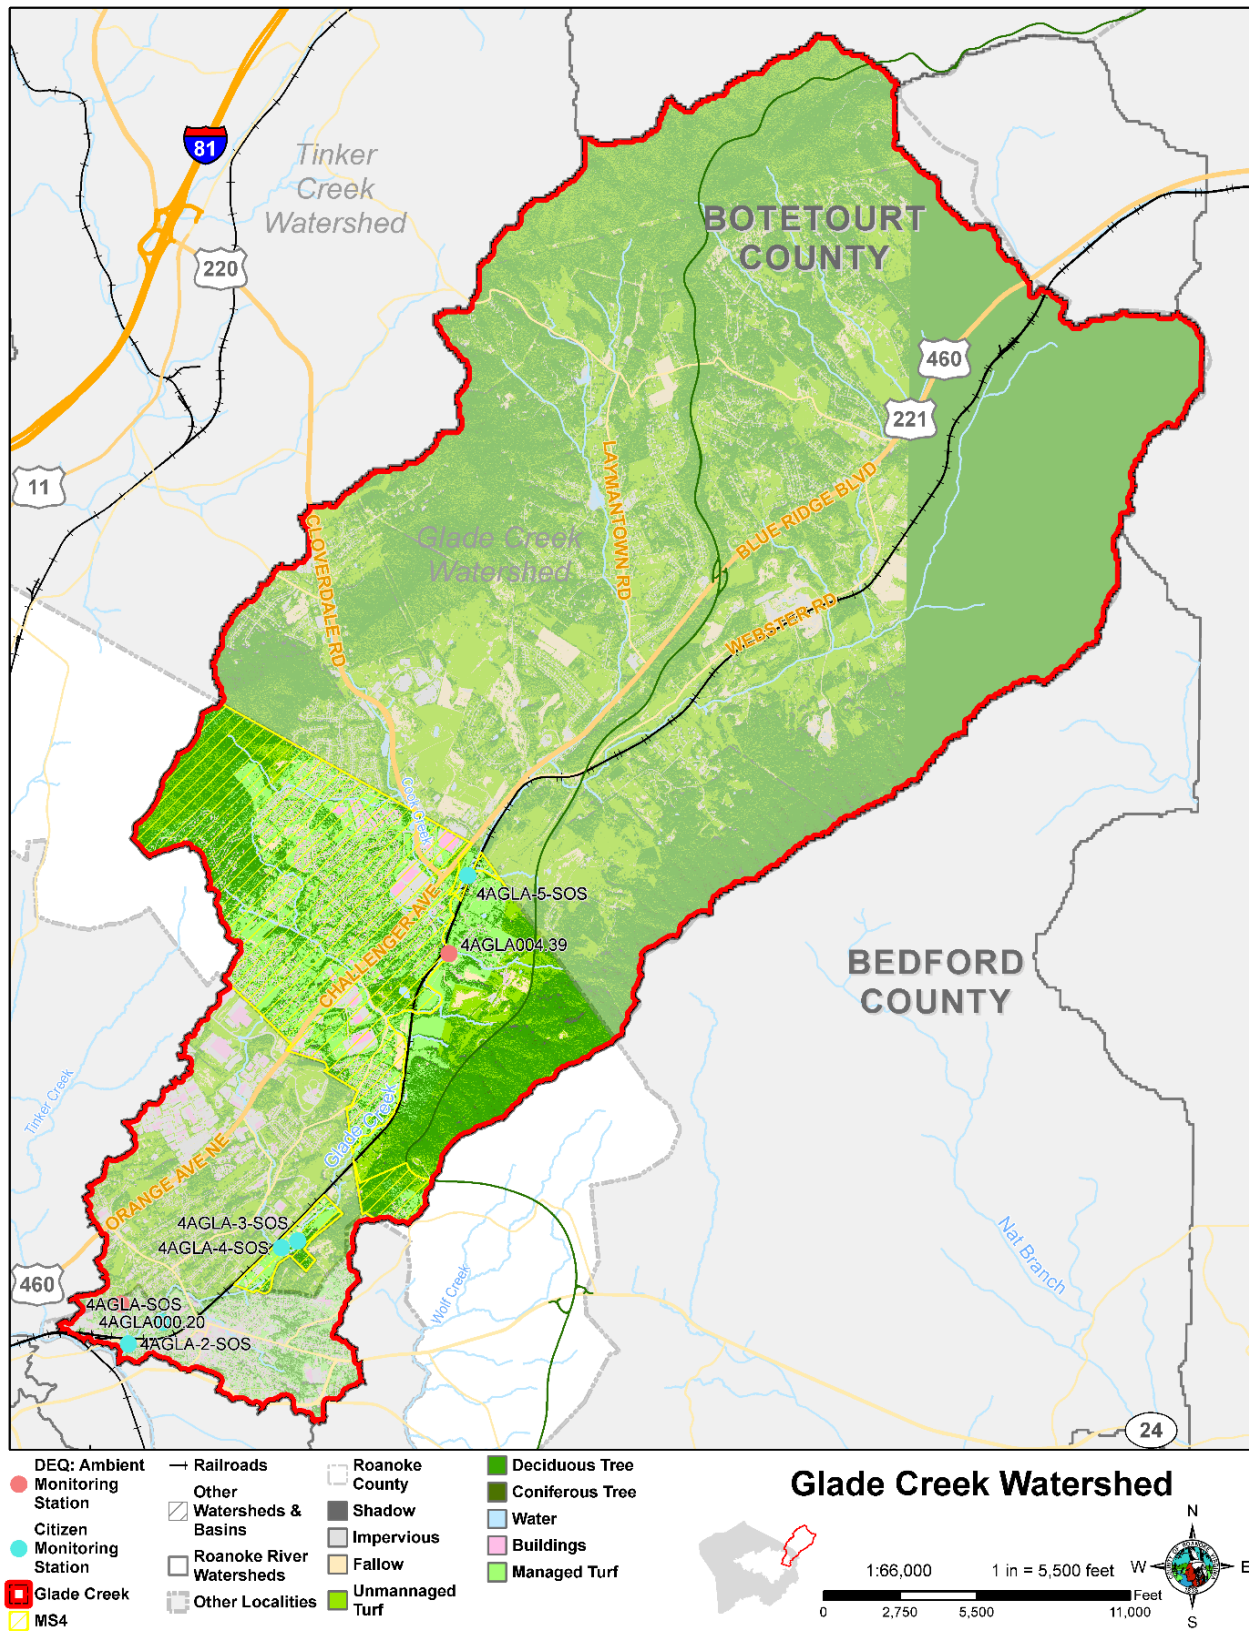 81
Tinker
Creek
Watershed
220
BOTETOURT
COUNTY
460
221
11
LAYMANTOWN RD
BLUE RIDGE BLVD
CLOVERDALE RD
Glade Creek
Watershed
WEBSTER RD
Cook Creek
4AGLA-5-SOS
CHALLENGER AVE
4AGLA004.39
BEDFORD
COUNTY
Tinker Creek
Glade Creek
ORANGE AVE NE
4AGLA-3-SOS
4AGLA-4-SOS
Nat Branch
460
Wolf Creek
4AGLA-SOS
4AGLA000.20
4AGLA-2-SOS
24
DEQ: Ambient
Monitoring
Station
Citizen
Monitoring
Station
Glade Creek
MS4
Railroads
Other
Watersheds &
Basins
Roanoke River
Watersheds
Other Localities
Roanoke
County
Shadow
Impervious
Fallow
Unmannaged
Turf
Deciduous Tree
Coniferous Tree
Water
Buildings
Managed Turf
Glade Creek Watershed
1:66,000 1 in = 5,500 feet
Feet
0 2,750 5,500 11,000
N
W E
S